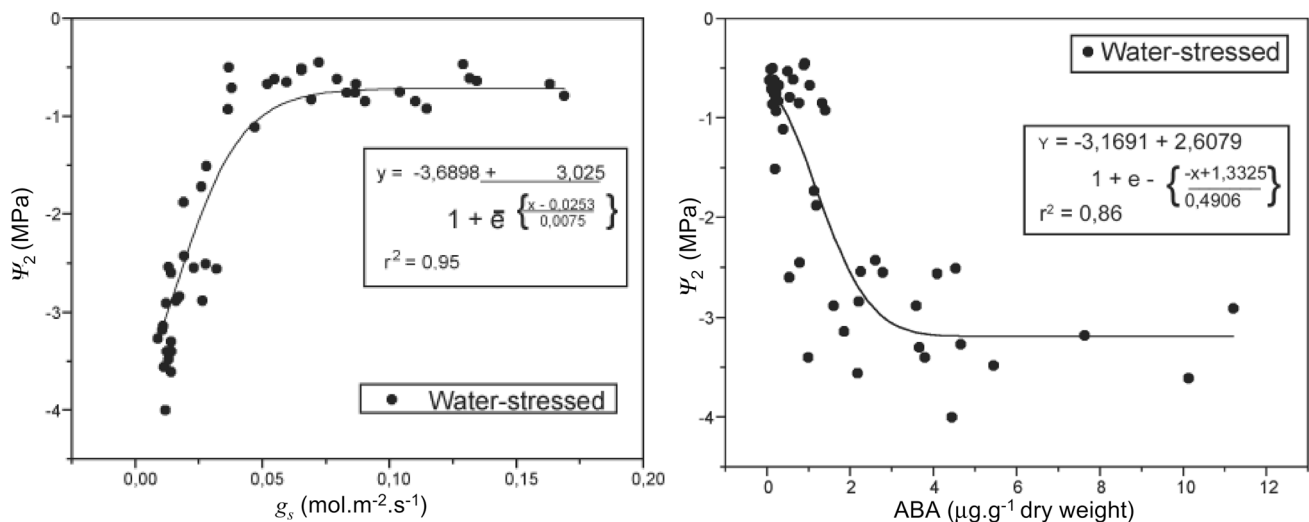 0
-1
-2
-3
-4
Ψ2 (MPa)
y = -3,6898 + 3,025
1 + e̅ { x - 0,0253
0,0075 }
r² = 0,95
● Water-stressed
0,00 0,05 0,10 0,15 0,20
gs (mol.m-2.s-1)
0
-1
-2
-3
-4
Ψ2 (MPa)
● Water-stressed
Y = -3,1691 + 2,6079
1 + e - { -x+1,3325
0,4906 }
r² = 0,86
0 2 4 6 8 10 12
ABA (μg.g-1 dry weight)